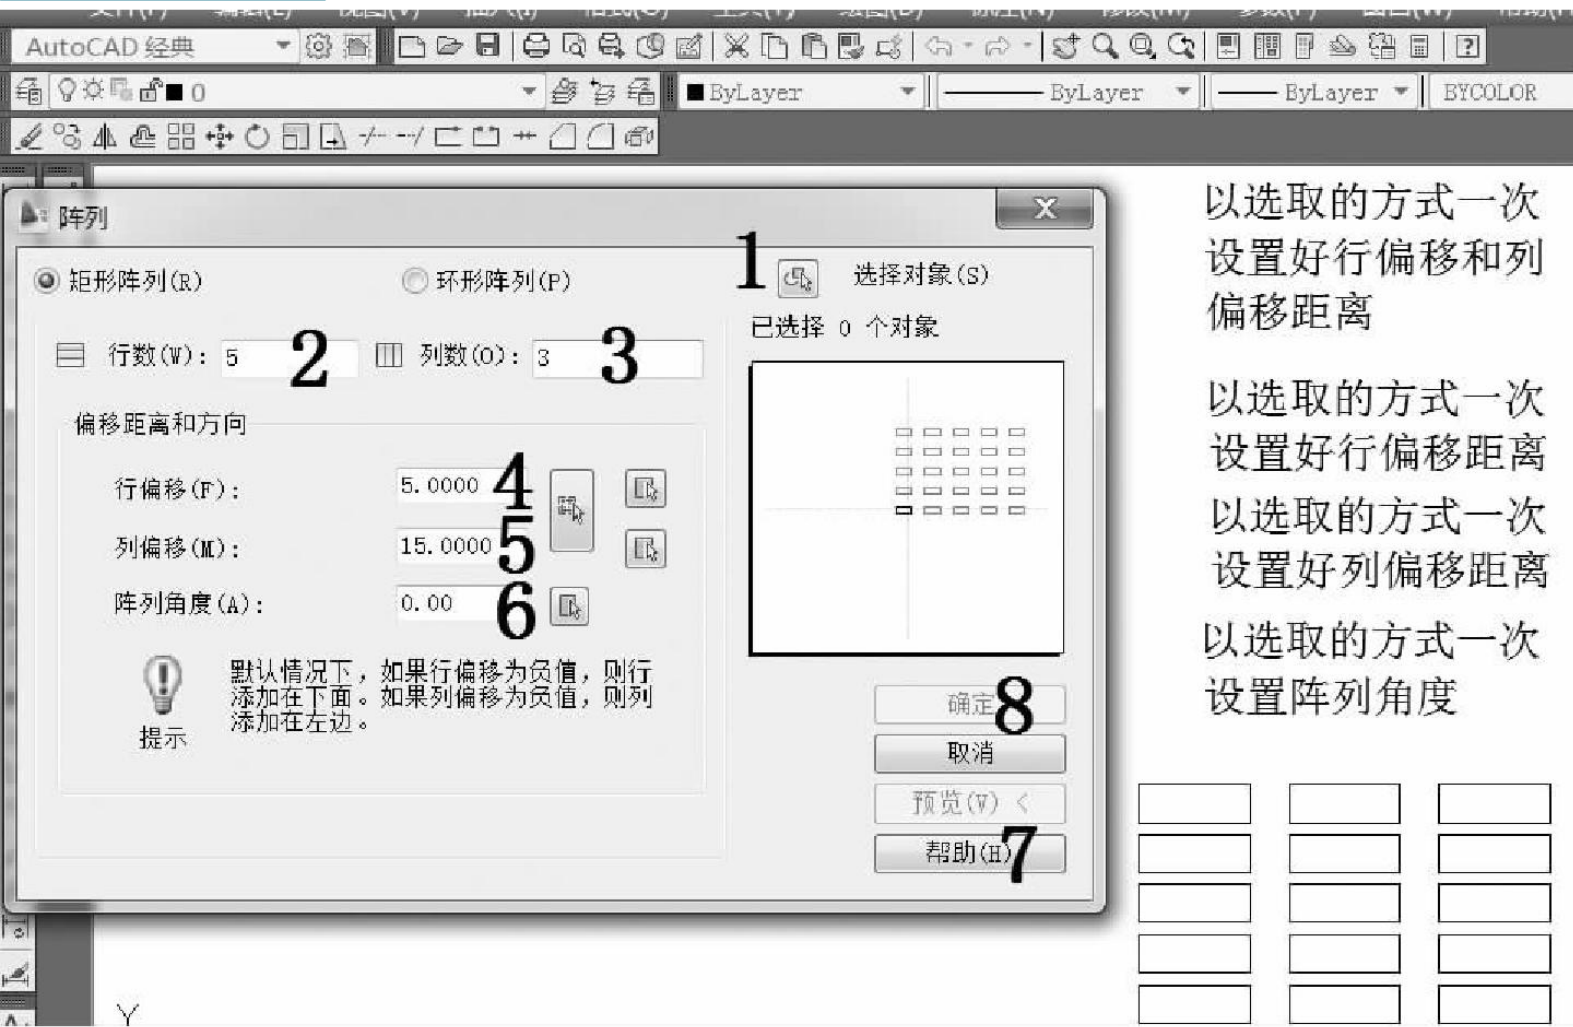 AutoCAD 经典
0
ByLayer
ByLayer
ByLayer
BYCOLOR
阵列
矩形阵列(R)
环形阵列(P)
1
选择对象(S)
已选择 0 个对象
行数(W): 5
2
列数(O): 3
3
偏移距离和方向
行偏移(F): 5.0000
4
列偏移(M): 15.0000
5
阵列角度(A): 0.00
6
提示
默认情况下，如果行偏移为负值，则行
添加在下面。如果列偏移为负值，则列
添加在左边。
确定
8
取消
预览(V) <
帮助(H)
7
以选取的方式一次
设置好行偏移和列
偏移距离
以选取的方式一次
设置好行偏移距离
以选取的方式一次
设置好列偏移距离
以选取的方式一次
设置阵列角度
Y